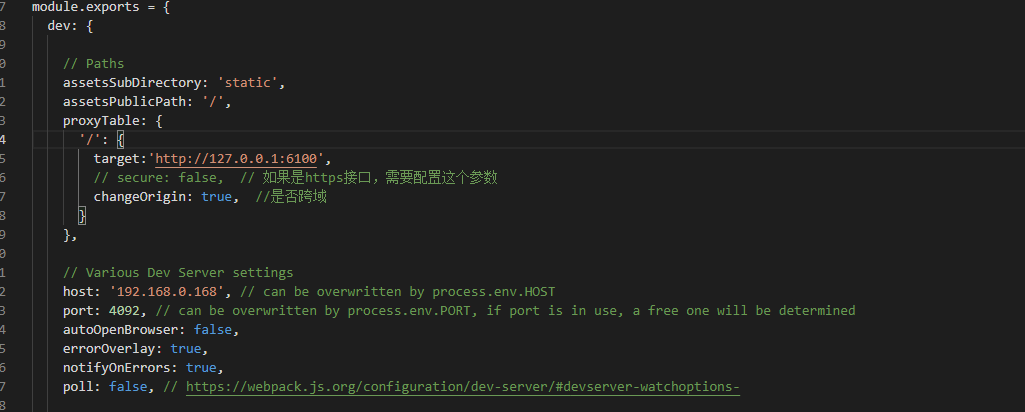 7 module.exports = {
8 dev: {
9
0 // Paths
1 assetsSubDirectory: 'static',
2 assetsPublicPath: '/',
3 proxyTable: {
4 '/': {
5 target:'http://127.0.0.1:6100',
6 // secure: false, // 如果是https接口，需要配置这个参数
7 changeOrigin: true, //是否跨域
8 }
9 },
0
1 // Various Dev Server settings
2 host: '192.168.0.168', // can be overwritten by process.env.HOST
3 port: 4092, // can be overwritten by process.env.PORT, if port is in use, a free one will be determined
4 autoOpenBrowser: false,
5 errorOverlay: true,
6 notifyOnErrors: true,
7 poll: false, // https://webpack.js.org/configuration/dev-server/#devserver-watchoptions-
8